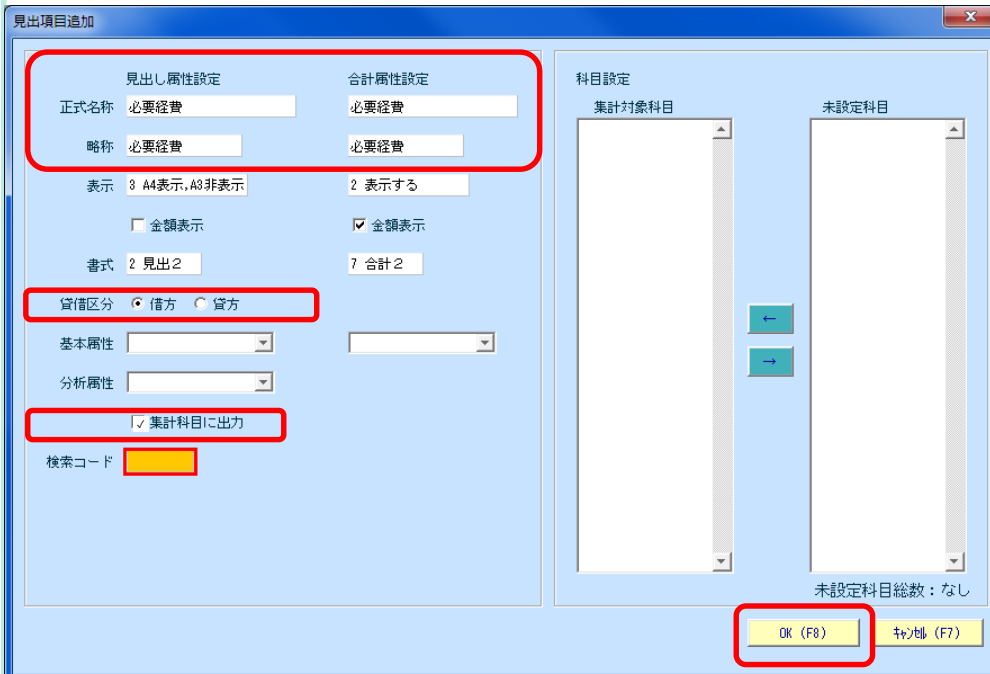 見出項目追加
見出し属性設定 合計属性設定
正式名称 必要経費 必要経費
略称 必要経費 必要経費
表示 3 A4表示,A3非表示 2 表示する
金額表示 金額表示
書式 2 見出2 7 合計2
貸借区分 借方 貸方
基本属性
分析属性
集計科目に出力
検索コード
科目設定
集計対象科目 未設定科目
←
→
未設定科目総数:なし
OK (F8) ｷｬﾝｾﾙ (F7)